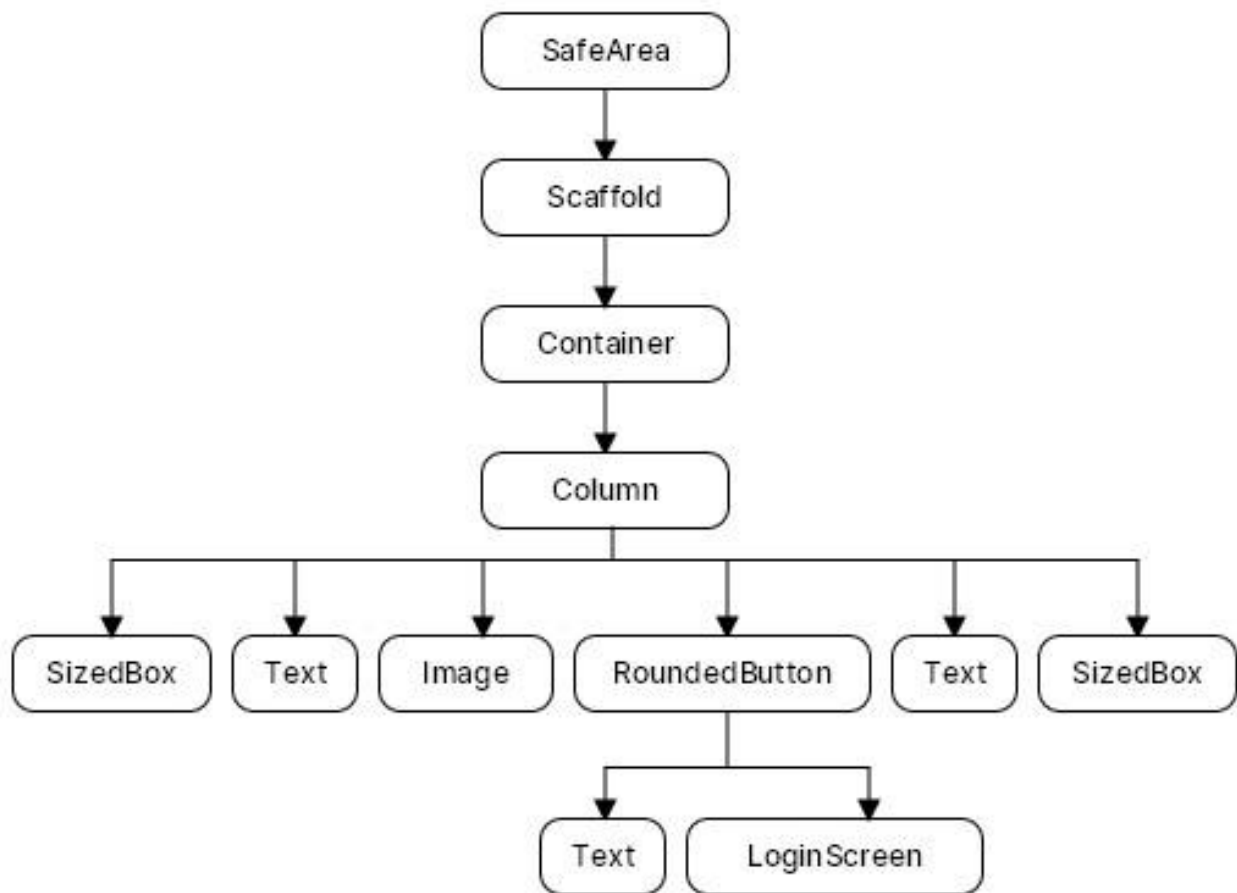 SafeArea
Scaffold
Container
Column
SizedBox
Text
Image
RoundedButton
Text
SizedBox
Text
LoginScreen